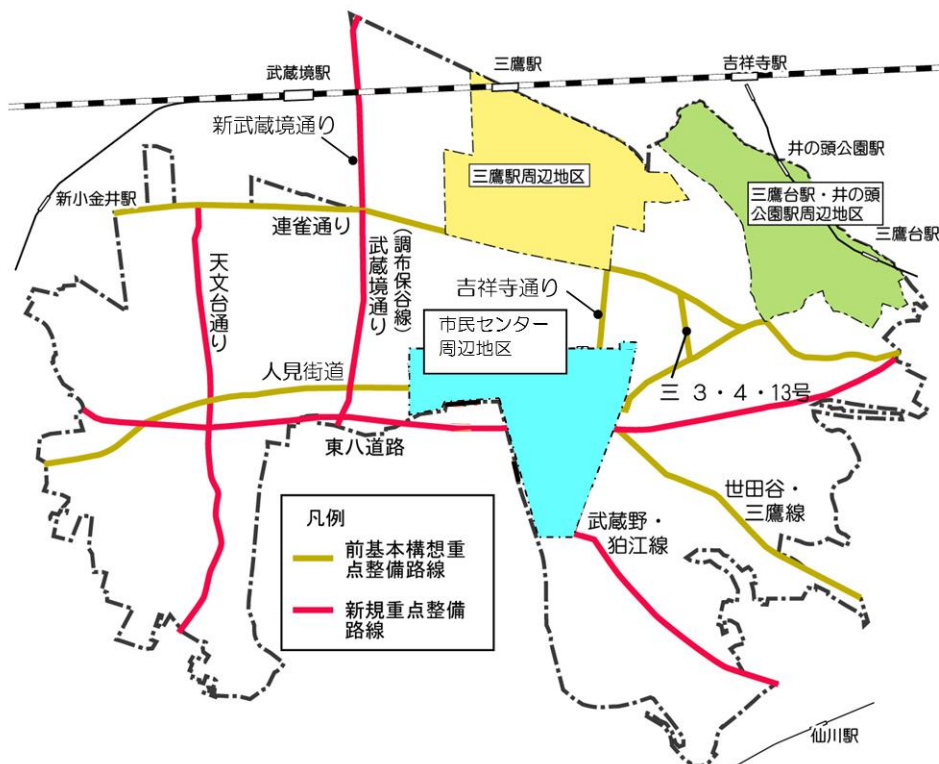 武蔵境駅
三鷹駅
吉祥寺駅
新武蔵境通り
井の頭公園駅
三鷹駅周辺地区
新小金井駅
三鷹台駅・井の頭
公園駅周辺地区
連雀通り
三鷹台駅
天文台通り
武蔵境通り
(調布保谷線)
吉祥寺通り
市民センター
周辺地区
人見街道
三 3・4・13号
東八道路
世田谷・
三鷹線
武蔵野・
狛江線
凡例
前基本構想重
点整備路線
新規重点整備
路線
仙川駅